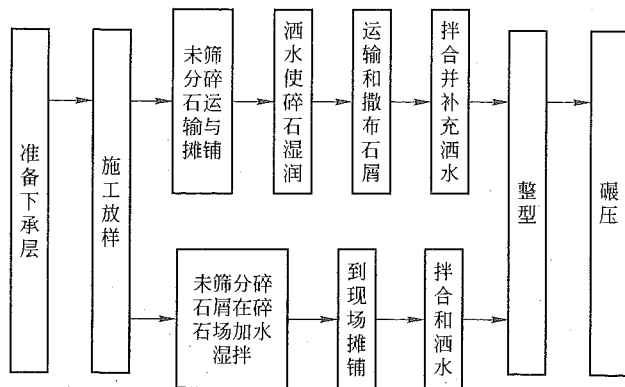 准备下承层
施工放样
未筛
分碎
石运
输与
摊铺
洒水使碎石湿润
运输和撒布石屑
拌合并补充洒水
未筛分碎
石屑在碎
石场加水
湿拌
到现场摊铺
拌合和洒水
整型
碾压